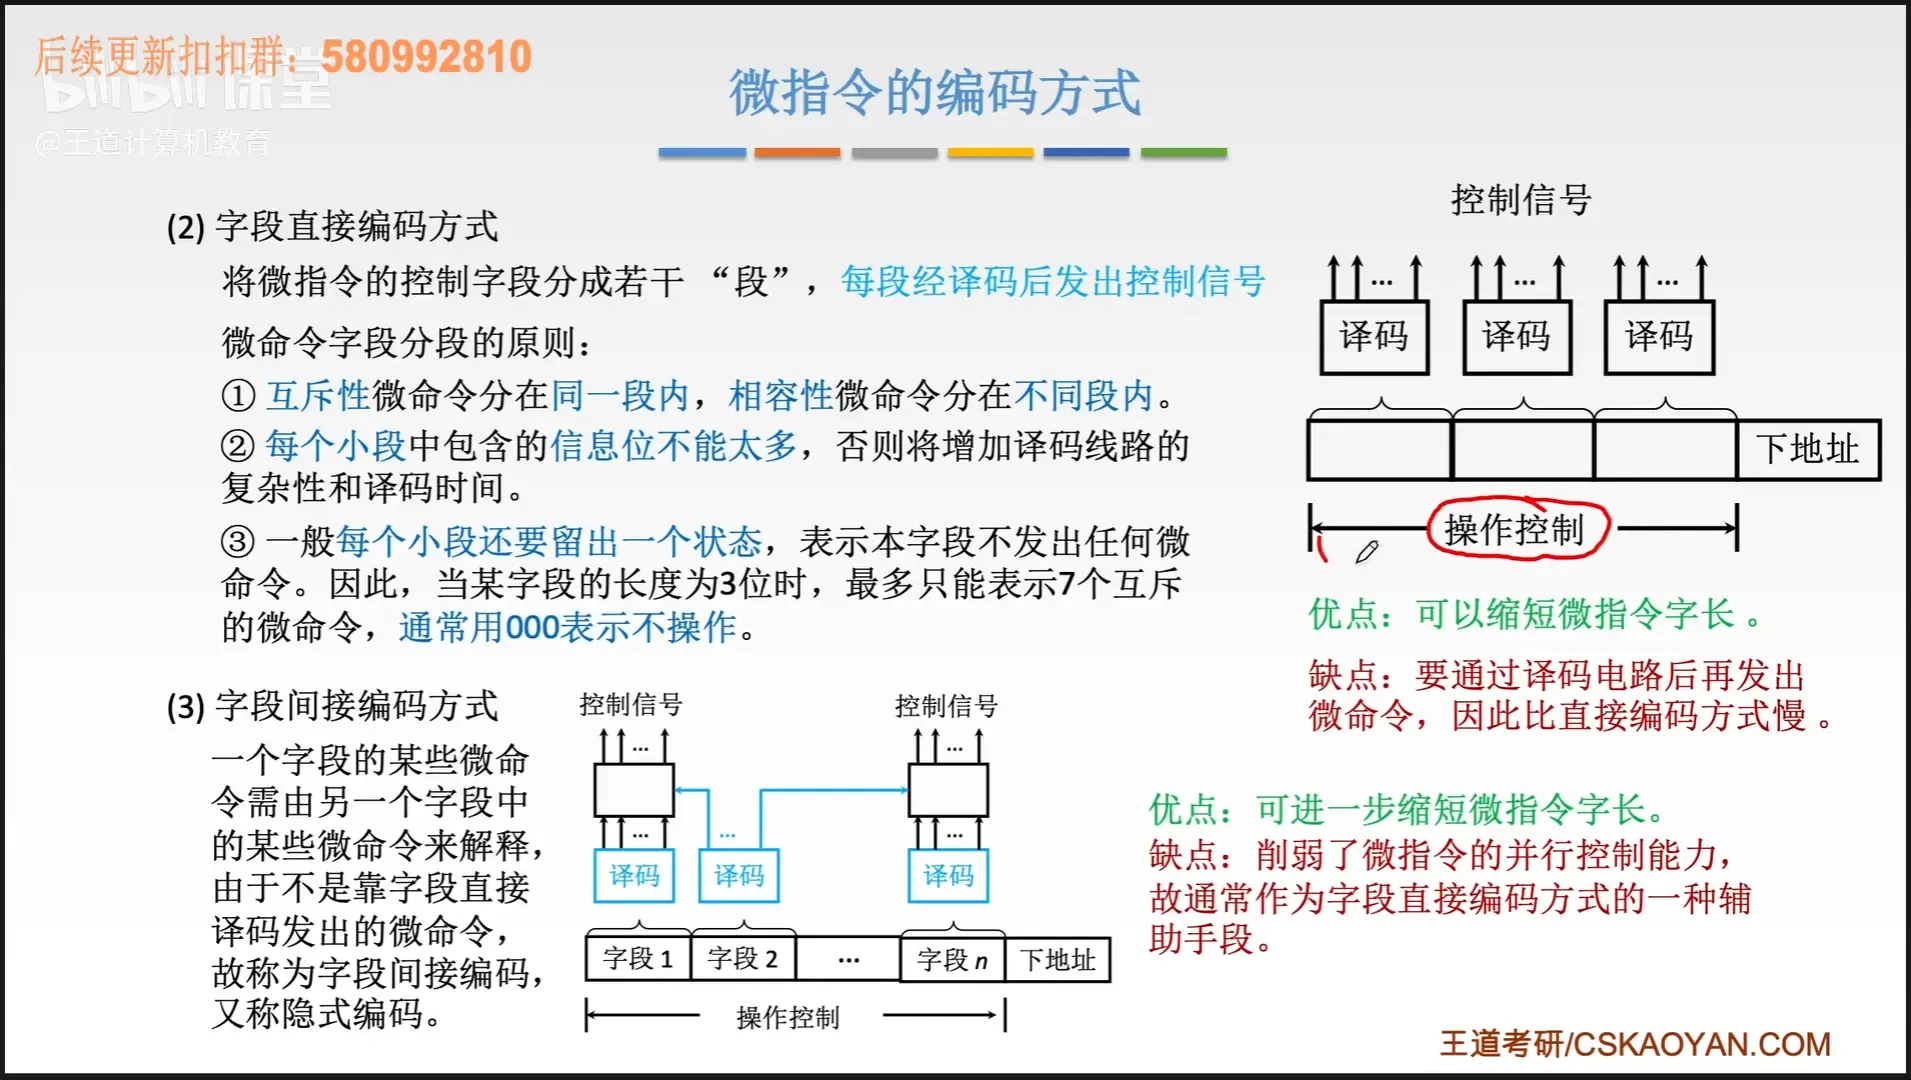 后续更新扣扣群：580992810
bilibili 课堂
@王道计算机教育
微指令的编码方式
(2) 字段直接编码方式
将微指令的控制字段分成若干 “段”，每段经译码后发出控制信号
微命令字段分段的原则：
① 互斥性微命令分在同一段内，相容性微命令分在不同段内。
② 每个小段中包含的信息位不能太多，否则将增加译码线路的
复杂性和译码时间。
③ 一般每个小段还要留出一个状态，表示本字段不发出任何微
命令。因此，当某字段的长度为3位时，最多只能表示7个互斥
的微命令，通常用000表示不操作。
控制信号
... ... ...
译码 译码 译码
下地址
操作控制
优点：可以缩短微指令字长 。
缺点：要通过译码电路后再发出
微命令，因此比直接编码方式慢 。
(3) 字段间接编码方式
一个字段的某些微命
令需由另一个字段中
的某些微命令来解释，
由于不是靠字段直接
译码发出的微命令，
故称为字段间接编码，
又称隐式编码。
控制信号 控制信号
... ...
... ... ...
译码 译码 译码
字段 1 字段 2 ... 字段 n 下地址
操作控制
优点：可进一步缩短微指令字长。
缺点：削弱了微指令的并行控制能力，
故通常作为字段直接编码方式的一种辅
助手段。
王道考研/CSKAOYAN.COM